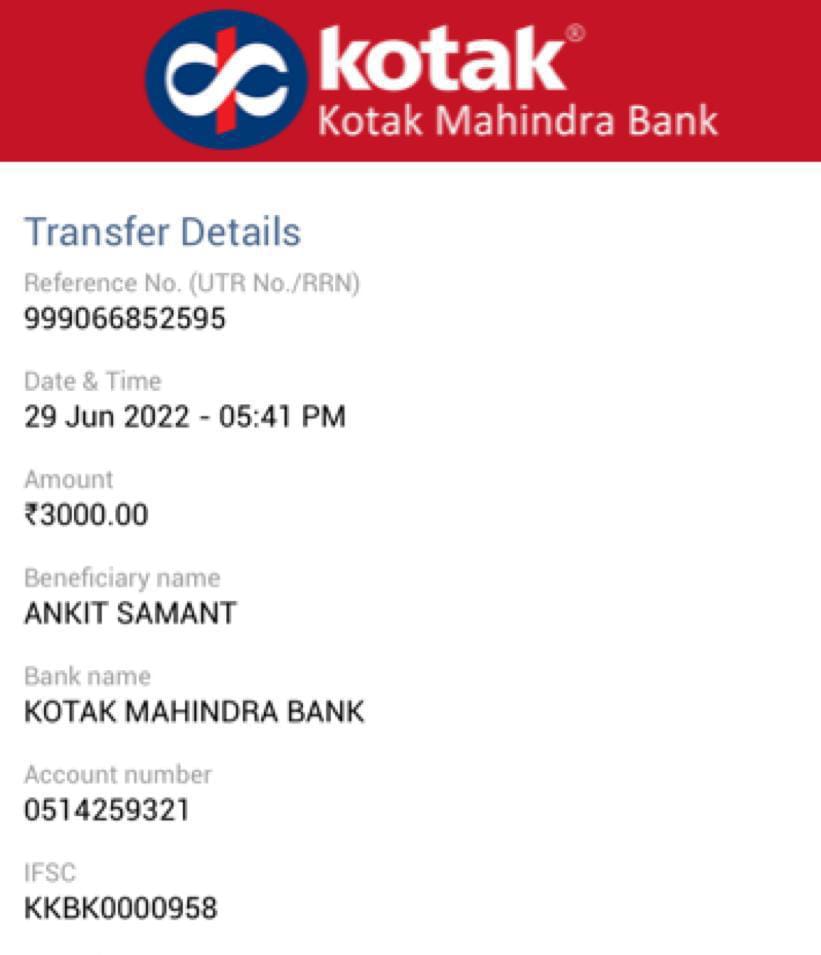 kotak®
Kotak Mahindra Bank
Transfer Details
Reference No. (UTR No./RRN)
999066852595
Date & Time
29 Jun 2022 - 05:41 PM
Amount
₹3000.00
Beneficiary name
ANKIT SAMANT
Bank name
KOTAK MAHINDRA BANK
Account number
0514259321
IFSC
KKBK0000958